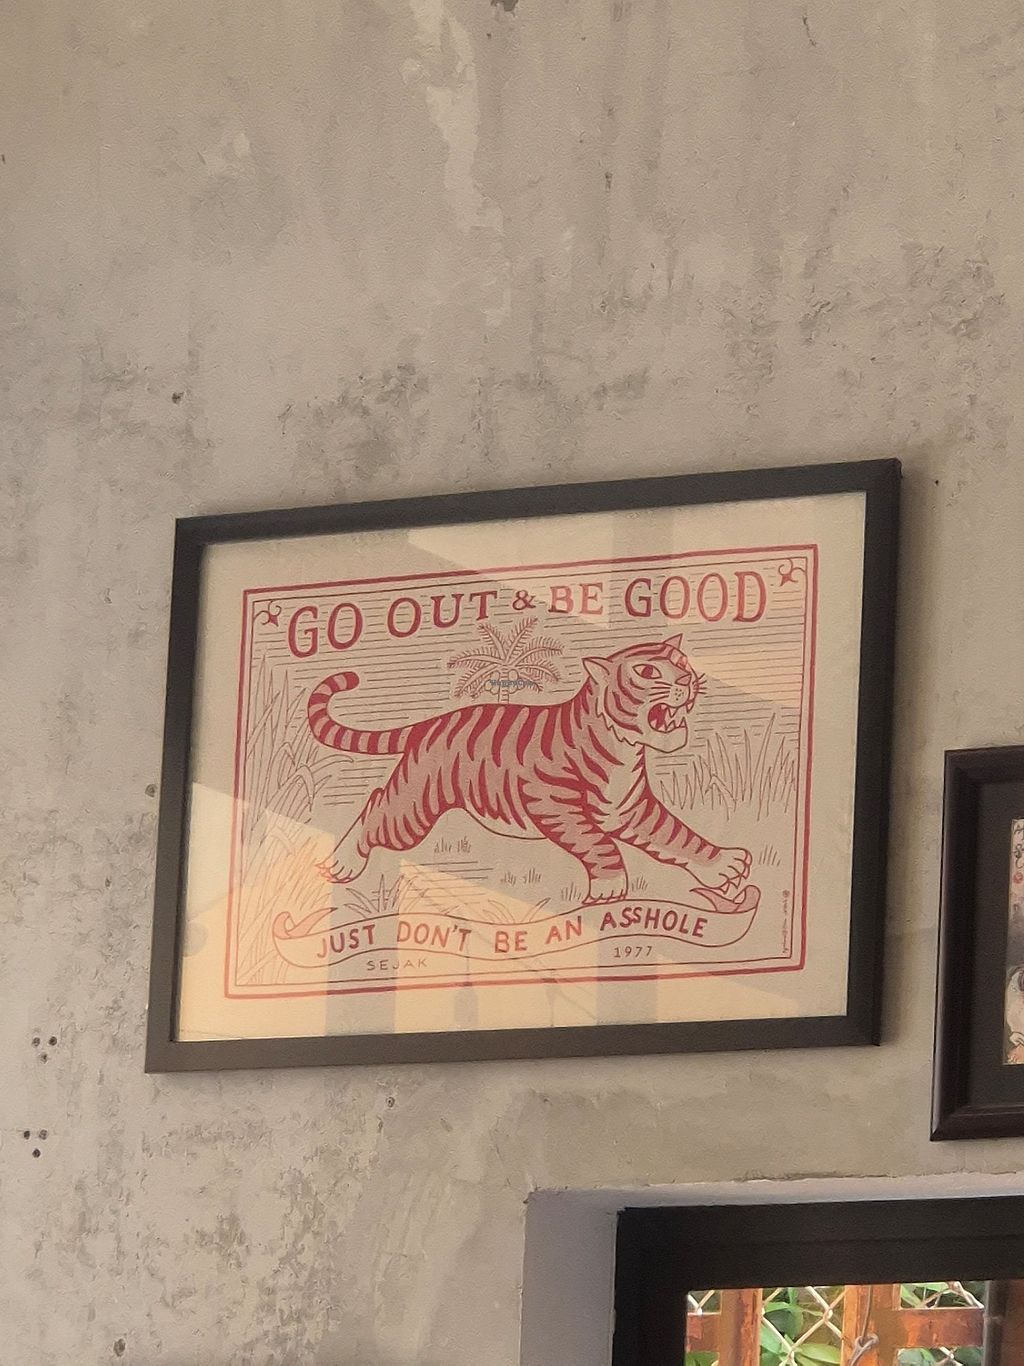 GO OUT & BE GOOD
JUST DON'T BE AN ASSHOLE
SEJAK 1977